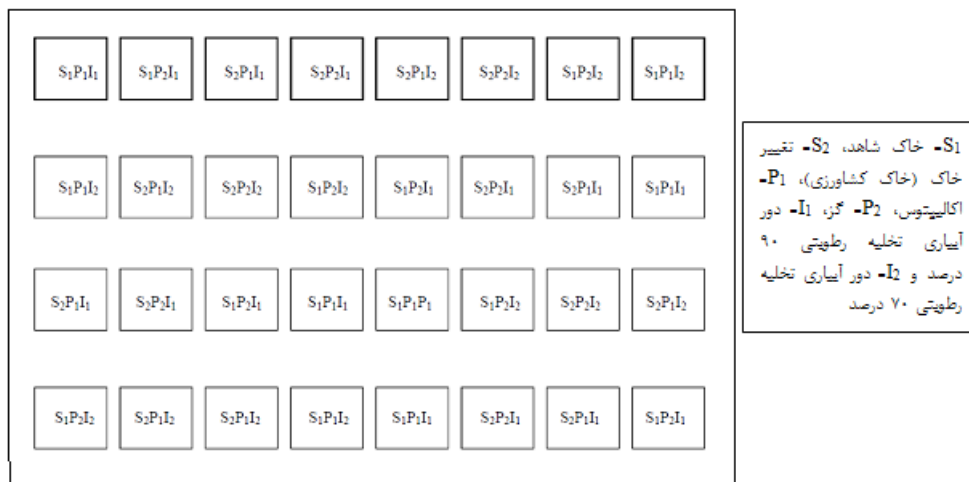 S₁P₁I₁ S₁P₂I₁ S₂P₁I₁ S₂P₂I₁ S₂P₁I₂ S₂P₂I₂ S₁P₂I₂ S₁P₁I₂
S₁P₁I₂ S₂P₁I₂ S₂P₂I₂ S₁P₂I₂ S₁P₂I₁ S₂P₂I₁ S₂P₁I₁ S₁P₁I₁
S₂P₁I₁ S₂P₂I₁ S₁P₂I₁ S₁P₁I₁ S₁P₁P₁ S₁P₂I₂ S₂P₂I₂ S₂P₁I₂
S₁P₂I₂ S₂P₁I₂ S₂P₁I₂ S₁P₁I₂ S₁P₁I₁ S₂P₂I₁ S₂P₁I₁ S₁P₂I₁
S1- خاک شاهد، S2- تغییر
خاک (خاک کشاورزی)، P1-
اکالیپتوس، P2- گز، I1- دور
آبیاری تخلیه رطوبتی ۹۰
درصد و I2- دور آبیاری تخلیه
رطوبتی ۷۰ درصد